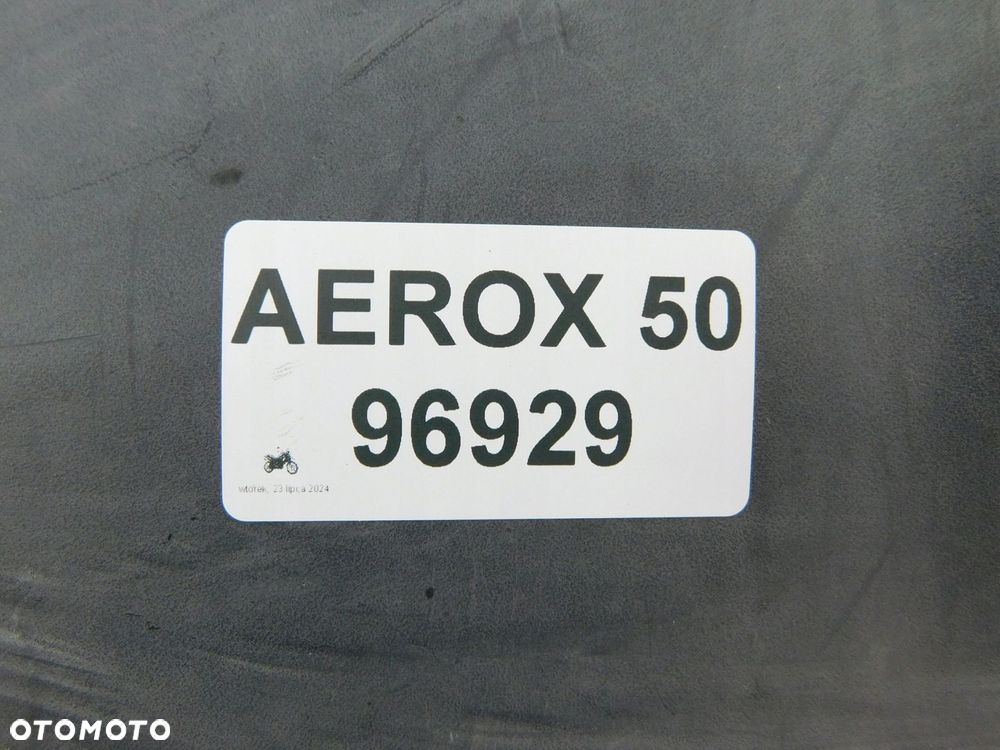 AEROX 50
96929
wtorek, 23 lipca 2024
OTOMOTO